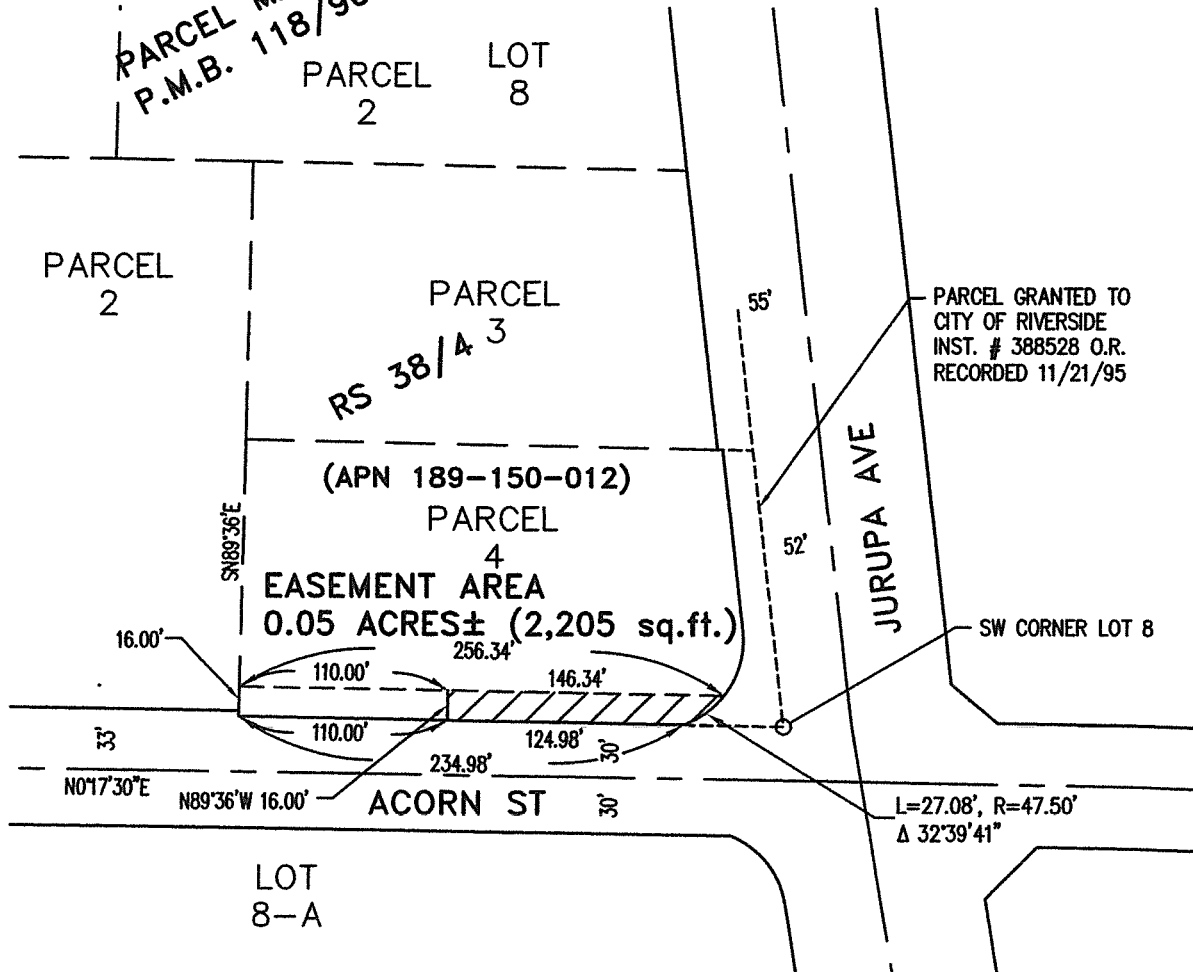 PARCEL
P.M.B. 118/
PARCEL
2
LOT
8
PARCEL
2
PARCEL
3
RS 38/4
55'
PARCEL GRANTED TO
CITY OF RIVERSIDE
INST. # 388528 O.R.
RECORDED 11/21/95
JURUPA AVE
(APN 189-150-012)
PARCEL
4
52'
SN89°36'E
EASEMENT AREA
0.05 ACRES± (2,205 sq.ft.)
SW CORNER LOT 8
16.00'
256.34'
110.00'
146.34'
110.00'
124.98'
33'
30'
234.98'
N0°17'30"E
N89°36'W 16.00'
ACORN ST
30'
L=27.08', R=47.50'
Δ 32°39'41"
LOT
8-A